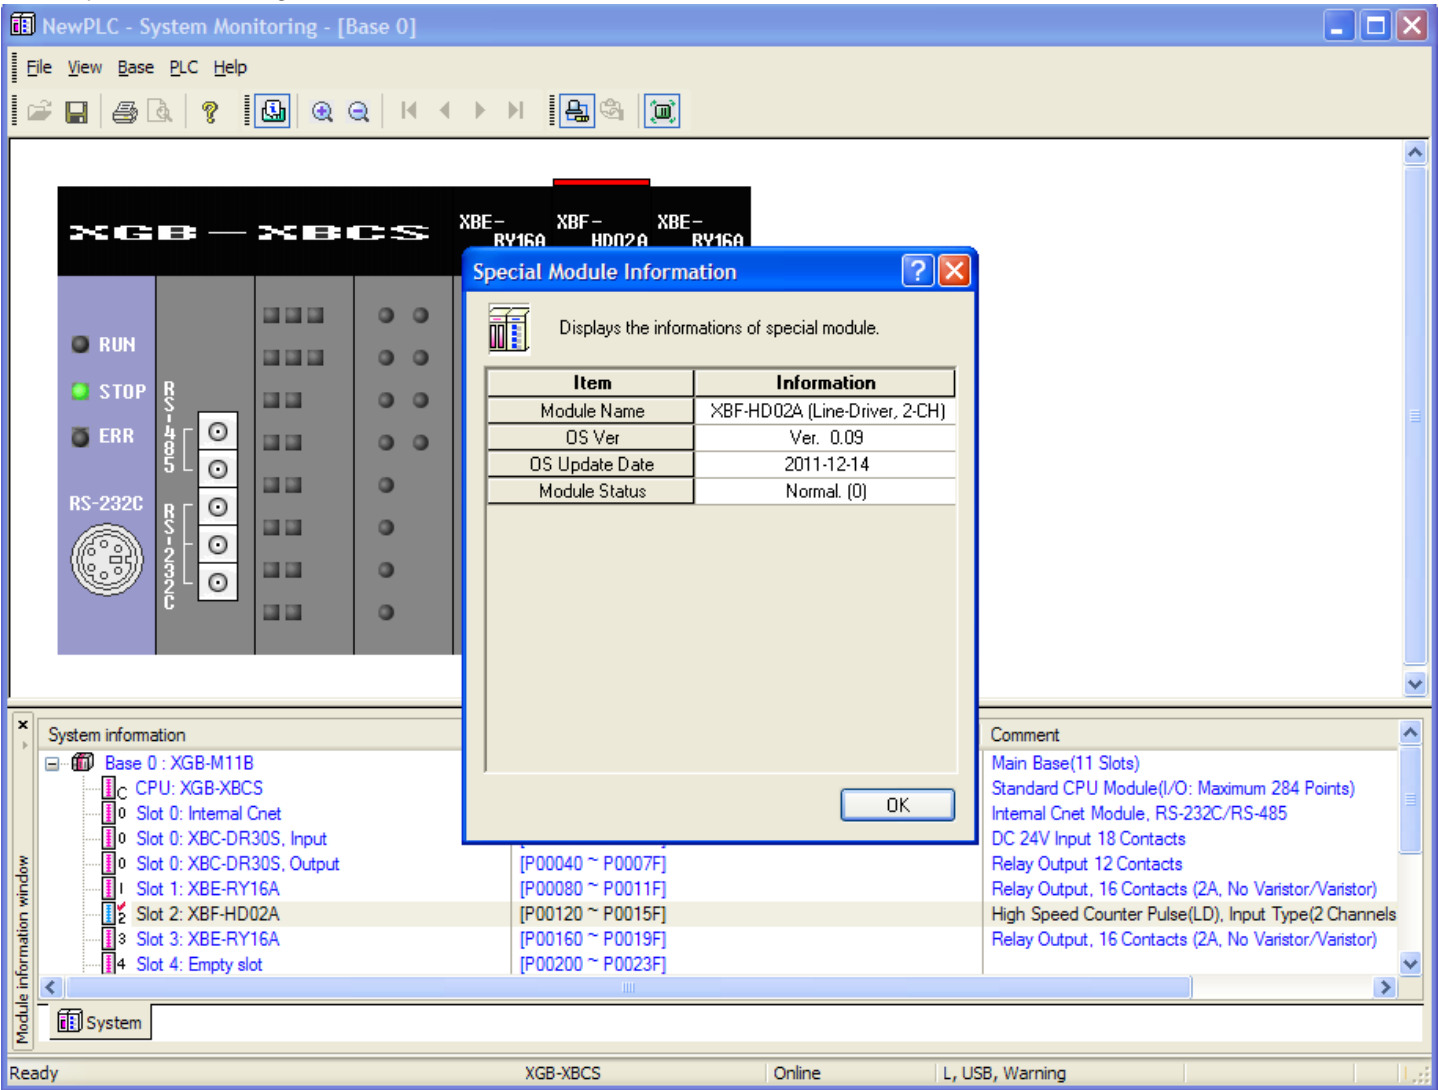 NewPLC - System Monitoring - [Base 0]
File View Base PLC Help
XGB — XBCS
XBE- XBF- XBE-
RY16A HD02A RY16A
RUN
STOP
ERR
RS-485
RS-232C
RS-232C
Special Module Information
Displays the informations of special module.
Item Information
Module Name XBF-HD02A (Line-Driver, 2-CH)
OS Ver Ver. 0.09
OS Update Date 2011-12-14
Module Status Normal. (0)
OK
System information Comment
Base 0 : XGB-M11B Main Base(11 Slots)
C CPU: XGB-XBCS Standard CPU Module(I/O: Maximum 284 Points)
0 Slot 0: Internal Cnet Internal Cnet Module, RS-232C/RS-485
0 Slot 0: XBC-DR30S, Input DC 24V Input 18 Contacts
0 Slot 0: XBC-DR30S, Output [P00040 ~ P0007F] Relay Output 12 Contacts
1 Slot 1: XBE-RY16A [P00080 ~ P0011F] Relay Output, 16 Contacts (2A, No Varistor/Varistor)
2 Slot 2: XBF-HD02A [P00120 ~ P0015F] High Speed Counter Pulse(LD), Input Type(2 Channels
3 Slot 3: XBE-RY16A [P00160 ~ P0019F] Relay Output, 16 Contacts (2A, No Varistor/Varistor)
4 Slot 4: Empty slot [P00200 ~ P0023F]
Module information window
System
Ready XGB-XBCS Online L, USB, Warning